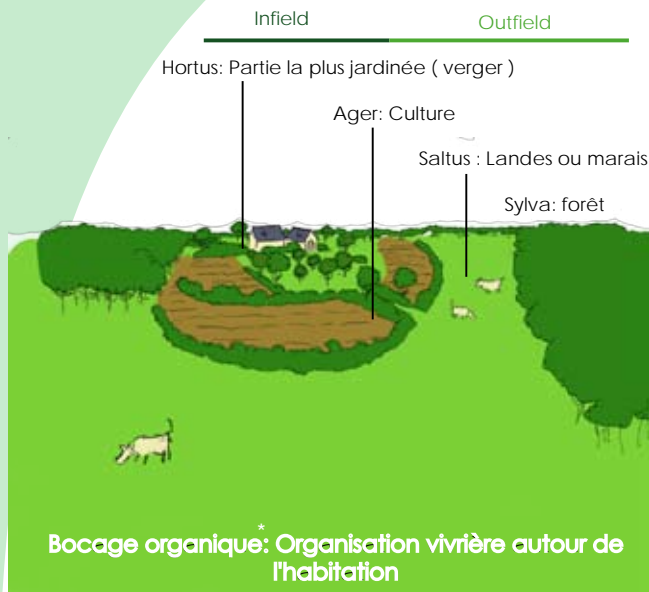 Infield
Outfield
Hortus: Partie la plus jardinée ( verger )
Ager: Culture
Saltus : Landes ou marais
Sylva: forêt
Bocage organique*: Organisation vivrière autour de
l'habitation